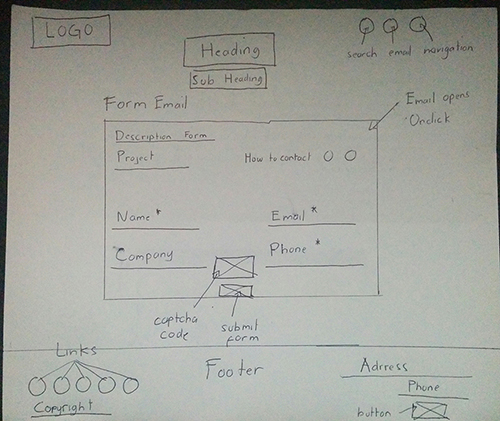 LOGO
search email navigation
Heading
Sub Heading
Form Email
Email opens
Onclick
Description Form
Project
How to contact
Name *
Email *
Company
Phone *
captcha
code
submit
form
Links
Footer
Adrress
Phone
button
Copyright